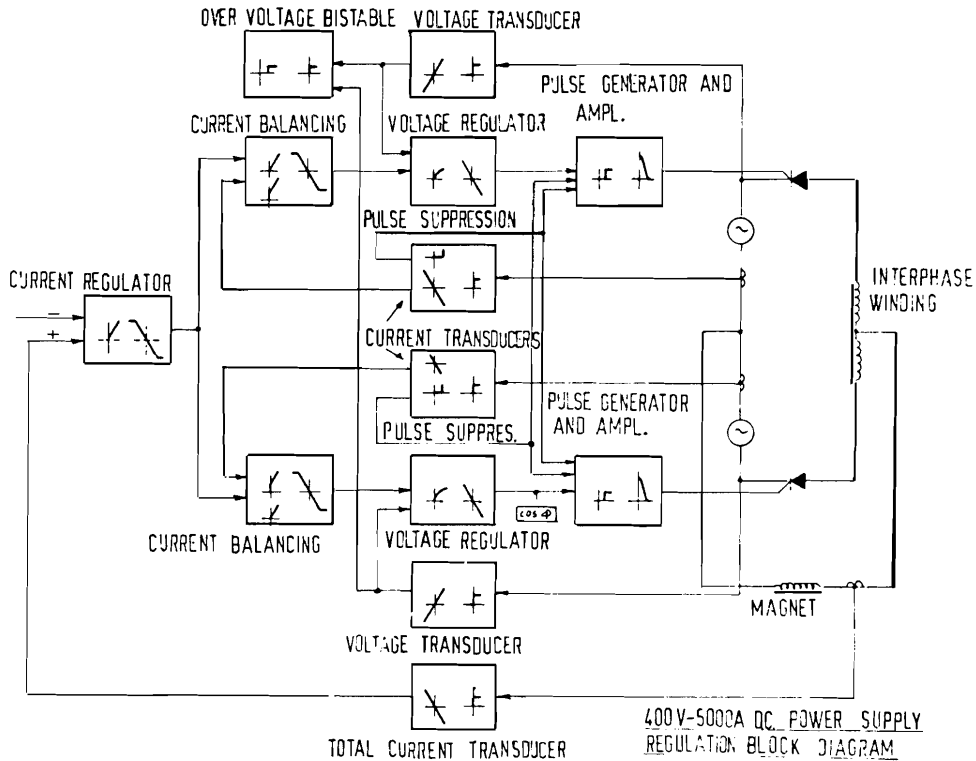 OVER VOLTAGE BISTABLE
VOLTAGE TRANSDUCER
PULSE GENERATOR AND
AMPL.
CURRENT BALANCING
VOLTAGE REGULATOR
PULSE SUPPRESSION
CURRENT REGULATOR
−
+
INTERPHASE
WINDING
CURRENT TRANSDUCERS
PULSE GENERATOR
AND AMPL.
PULSE SUPPRES.
cos φ
CURRENT BALANCING
VOLTAGE REGULATOR
MAGNET
VOLTAGE TRANSDUCER
TOTAL CURRENT TRANSDUCER
400V-5000A DC. POWER SUPPLY
REGULATION BLOCK DIAGRAM